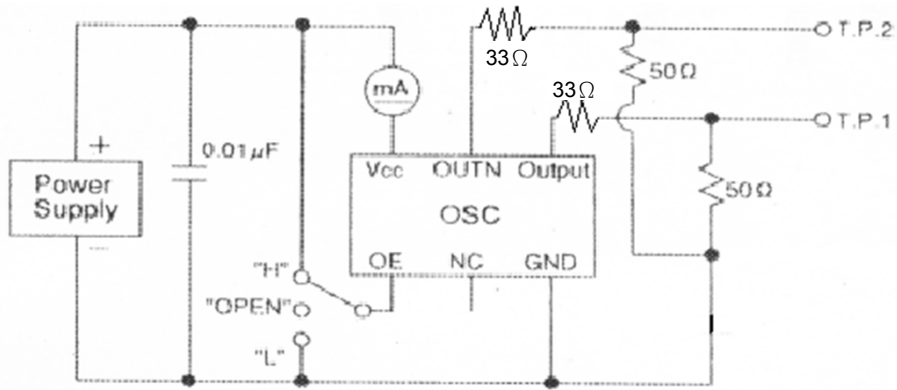 T.P.2
33Ω
50Ω
33Ω
T.P.1
mA
+
0.01μF
Vcc OUTN Output
50Ω
Power
Supply
OSC
−
"H"
OE NC GND
"OPEN"
"L"